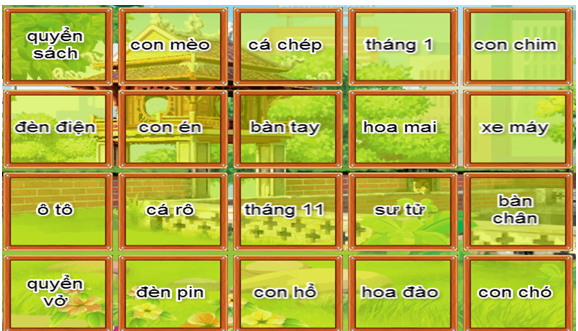 quyển
sách
con mèo
cá chép
tháng 1
con chim
đèn điện
con én
bàn tay
hoa mai
xe máy
ô tô
cá rô
tháng 11
sư tử
bàn
chân
quyển
vở
đèn pin
con hổ
hoa đào
con chó